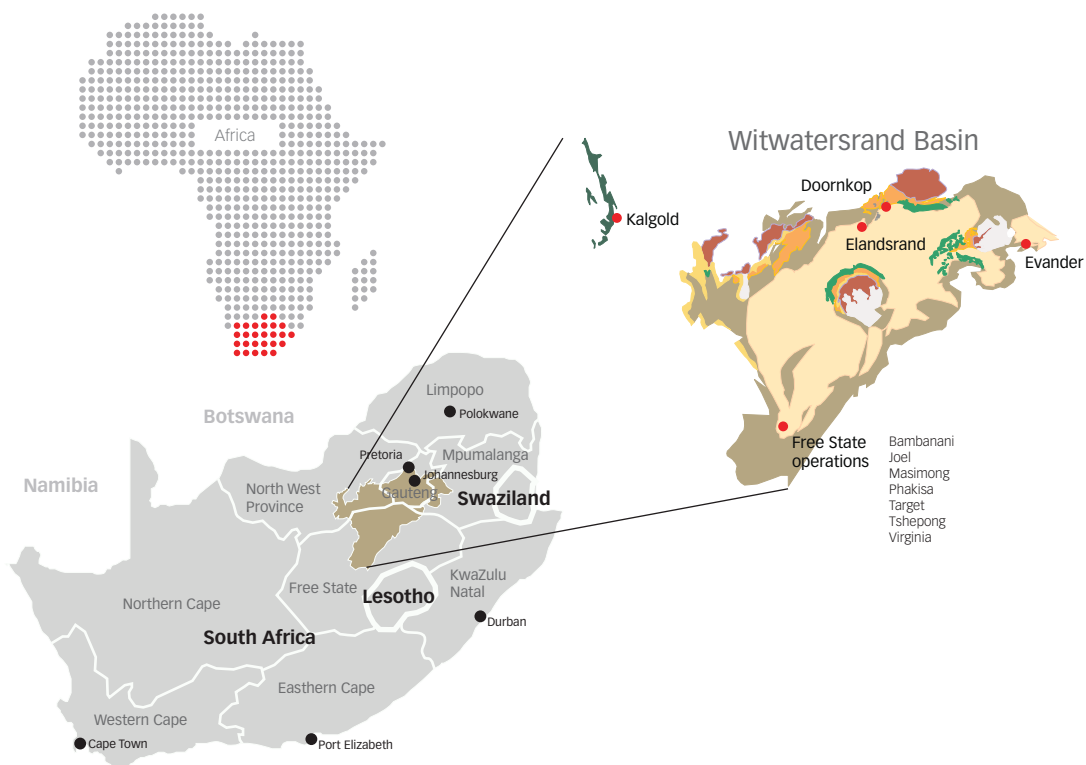 Africa
Witwatersrand Basin
Doornkop
Kalgold
Elandsrand
Evander
Free State
operations
Bambanani
Joel
Masimong
Phakisa
Target
Tshepong
Virginia
Limpopo
Botswana
Polokwane
Pretoria
Mpumalanga
Johannesburg
Namibia
North West
Province
Gauteng
Swaziland
Free State
KwaZulu
Natal
Lesotho
Northern Cape
Durban
South Africa
Easthern Cape
Western Cape
Cape Town
Port Elizabeth